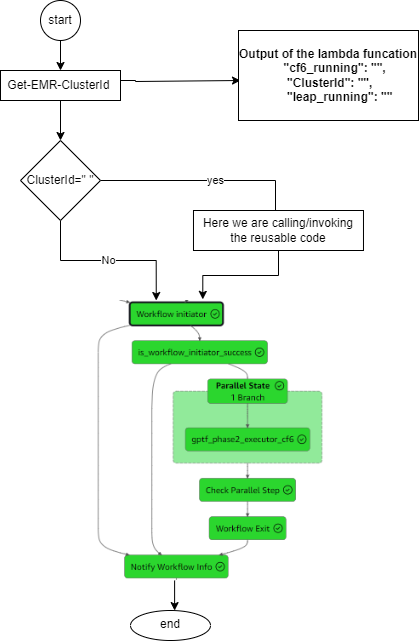 start
Get-EMR-ClusterId
Output of the lambda funcation
"cf6_running": "",
"ClusterId": "",
"leap_running": ""
ClusterId=" "
yes
Here we are calling/invoking
the reusable code
No
Workflow initiator
is_workflow_initiator_success
Parallel State
1 Branch
gptf_phase2_executor_cf6
Check Parallel Step
Workflow Exit
Notify Workflow Info
end